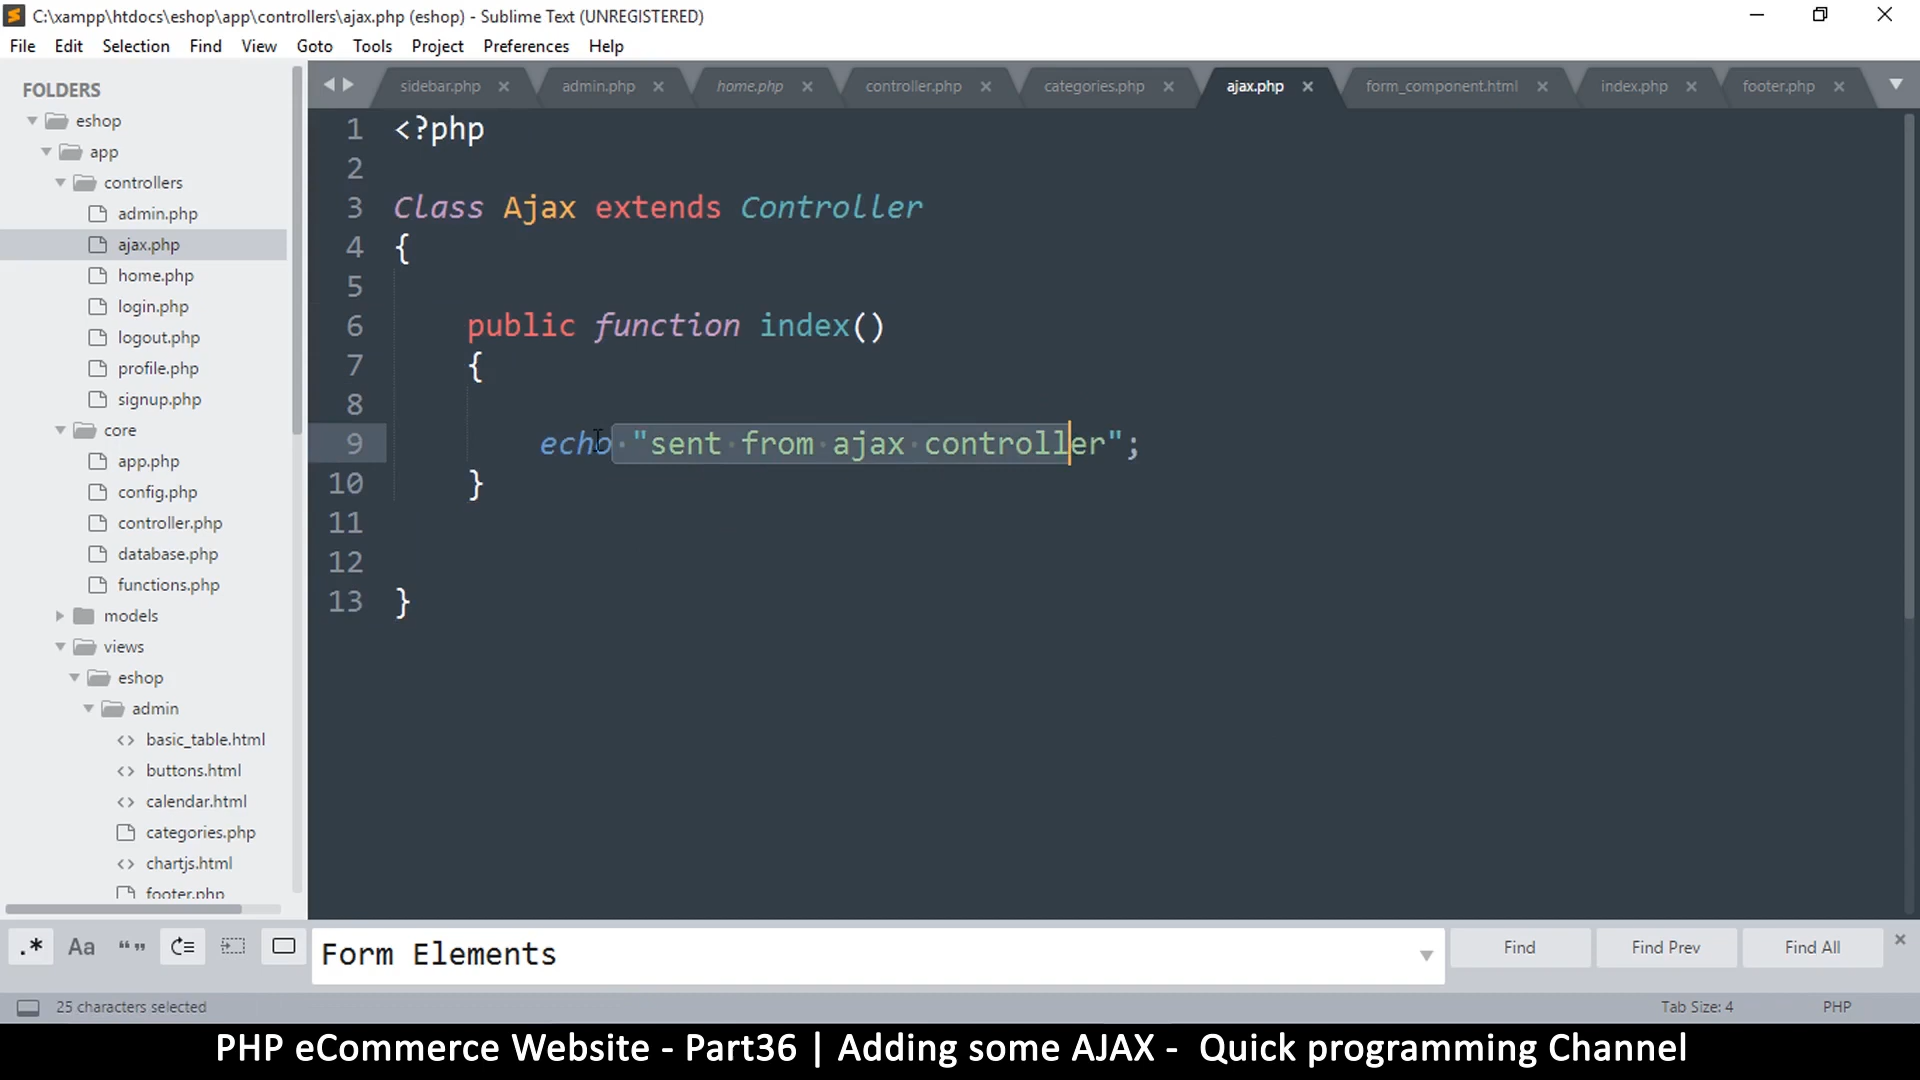 C:\xampp\htdocs\eshop\app\controllers\ajax.php (eshop) - Sublime Text (UNREGISTERED)
File Edit Selection Find View Goto Tools Project Preferences Help
FOLDERS
eshop
app
controllers
admin.php
ajax.php
home.php
login.php
logout.php
profile.php
signup.php
core
app.php
config.php
controller.php
database.php
functions.php
models
views
eshop
admin
basic_table.html
buttons.html
calendar.html
categories.php
chartjs.html
footer.php
sidebar.php admin.php home.php controller.php categories.php ajax.php form_component.html index.php footer.php
1 <?php
2
3 Class Ajax extends Controller
4 {
5
6 public function index()
7 {
8
9 echo "sent from ajax controller";
10 }
11
12
13 }
.* Aa “” Form Elements Find Find Prev Find All
25 characters selected Tab Size: 4 PHP
PHP eCommerce Website - Part36 | Adding some AJAX - Quick programming Channel